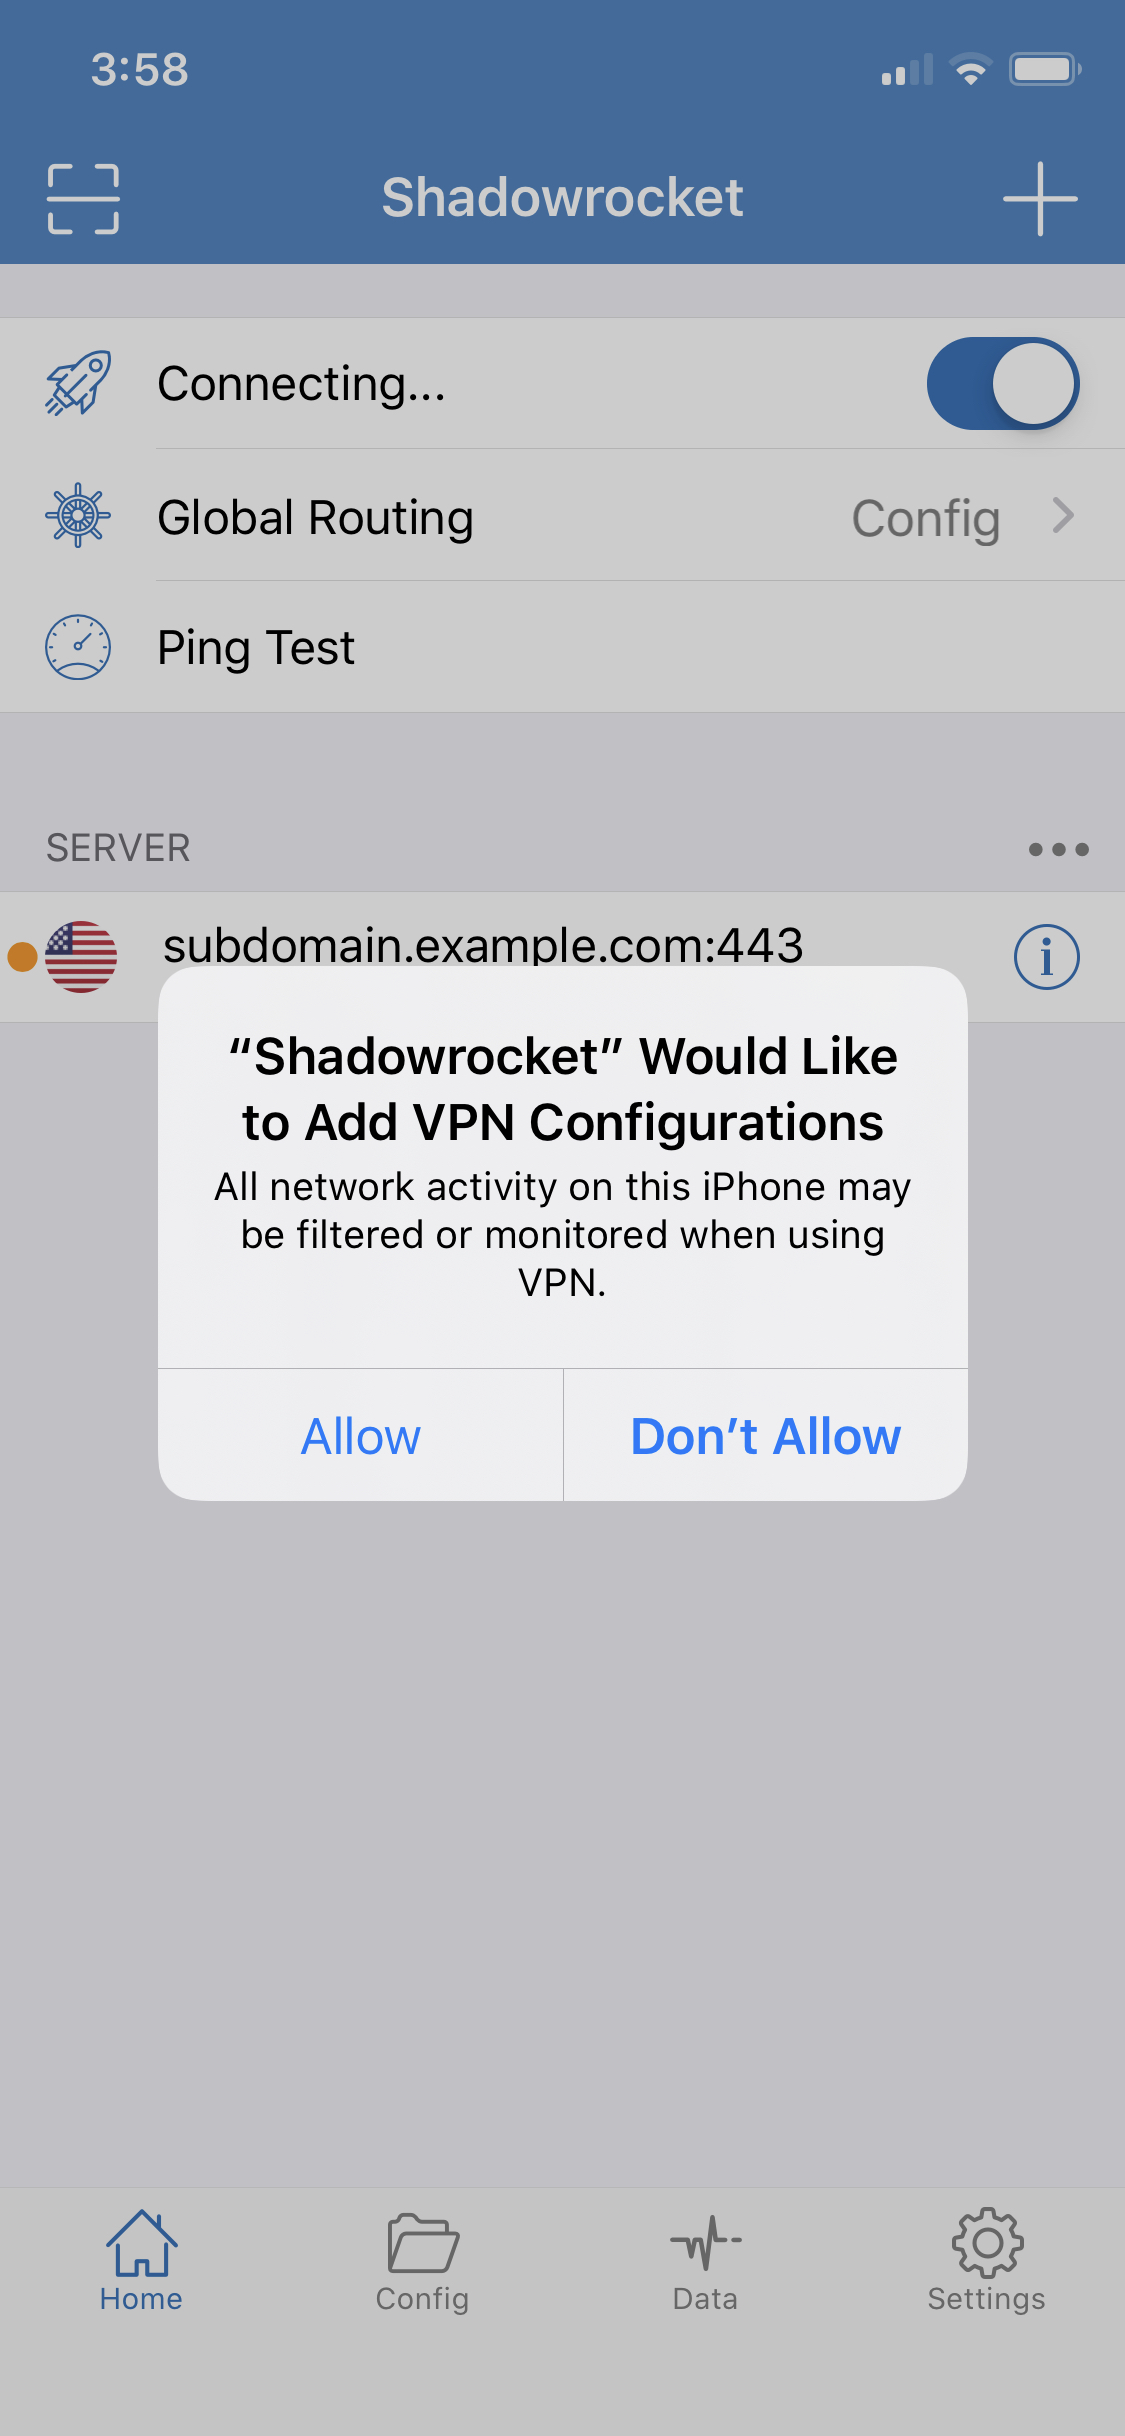 3:58
Shadowrocket
Connecting...
Global Routing Config
Ping Test
SERVER
subdomain.example.com:443
“Shadowrocket” Would Like
to Add VPN Configurations
All network activity on this iPhone may
be filtered or monitored when using
VPN.
Allow Don’t Allow
Home Config Data Settings